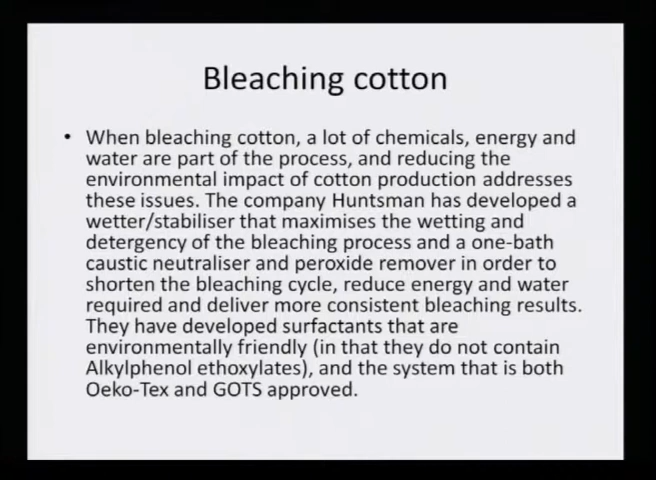 Bleaching cotton
• When bleaching cotton, a lot of chemicals, energy and
water are part of the process, and reducing the
environmental impact of cotton production addresses
these issues. The company Huntsman has developed a
wetter/stabiliser that maximises the wetting and
detergency of the bleaching process and a one-bath
caustic neutraliser and peroxide remover in order to
shorten the bleaching cycle, reduce energy and water
required and deliver more consistent bleaching results.
They have developed surfactants that are
environmentally friendly (in that they do not contain
Alkylphenol ethoxylates), and the system that is both
Oeko-Tex and GOTS approved.